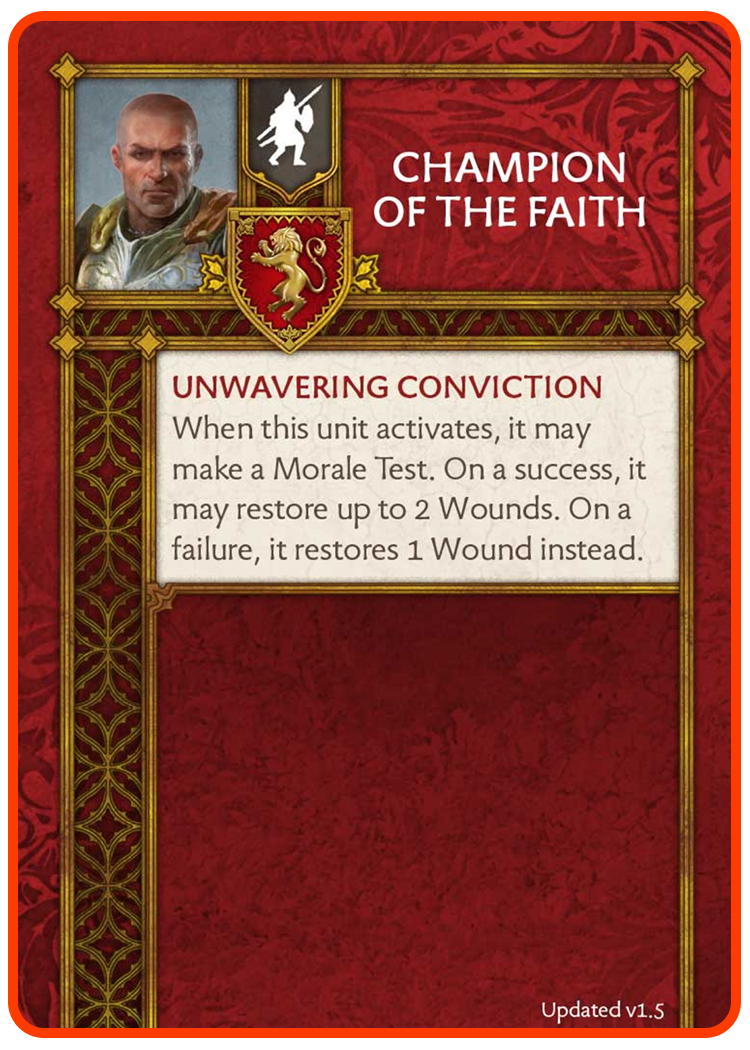 CHAMPION
OF THE FAITH
UNWAVERING CONVICTION
When this unit activates, it may
make a Morale Test. On a success, it
may restore up to 2 Wounds. On a
failure, it restores 1 Wound instead.
Updated v1.5